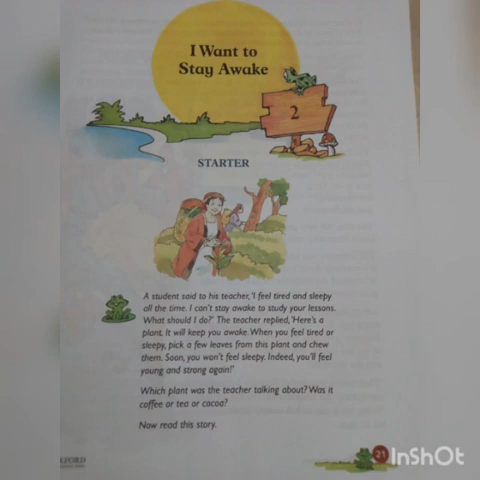 I Want to
Stay Awake
2
STARTER
A student said to his teacher, 'I feel tired and sleepy
all the time. I can't stay awake to study your lessons.
What should I do?' The teacher replied, 'Here's a
plant. It will keep you awake. When you feel tired or
sleepy, pick a few leaves from this plant and chew
them. Soon, you won't feel sleepy. Indeed, you'll feel
young and strong again!'
Which plant was the teacher talking about? Was it
coffee or tea or cocoa?
Now read this story.
21
InShOt